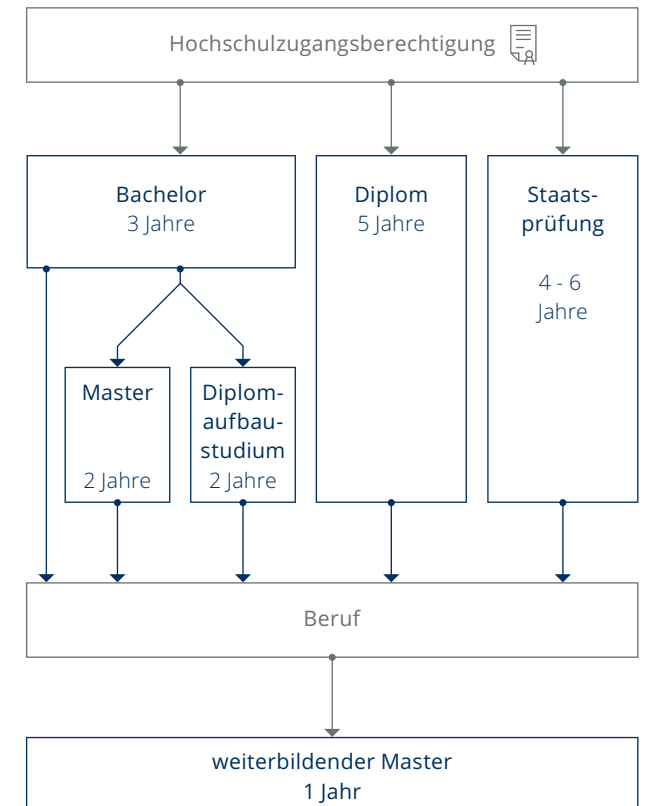 Hochschulzugangsberechtigung
Bachelor
3 Jahre
Diplom
5 Jahre
Staats-
prüfung
4 - 6
Jahre
Master
2 Jahre
Diplom-
aufbau-
studium
2 Jahre
Beruf
weiterbildender Master
1 Jahr